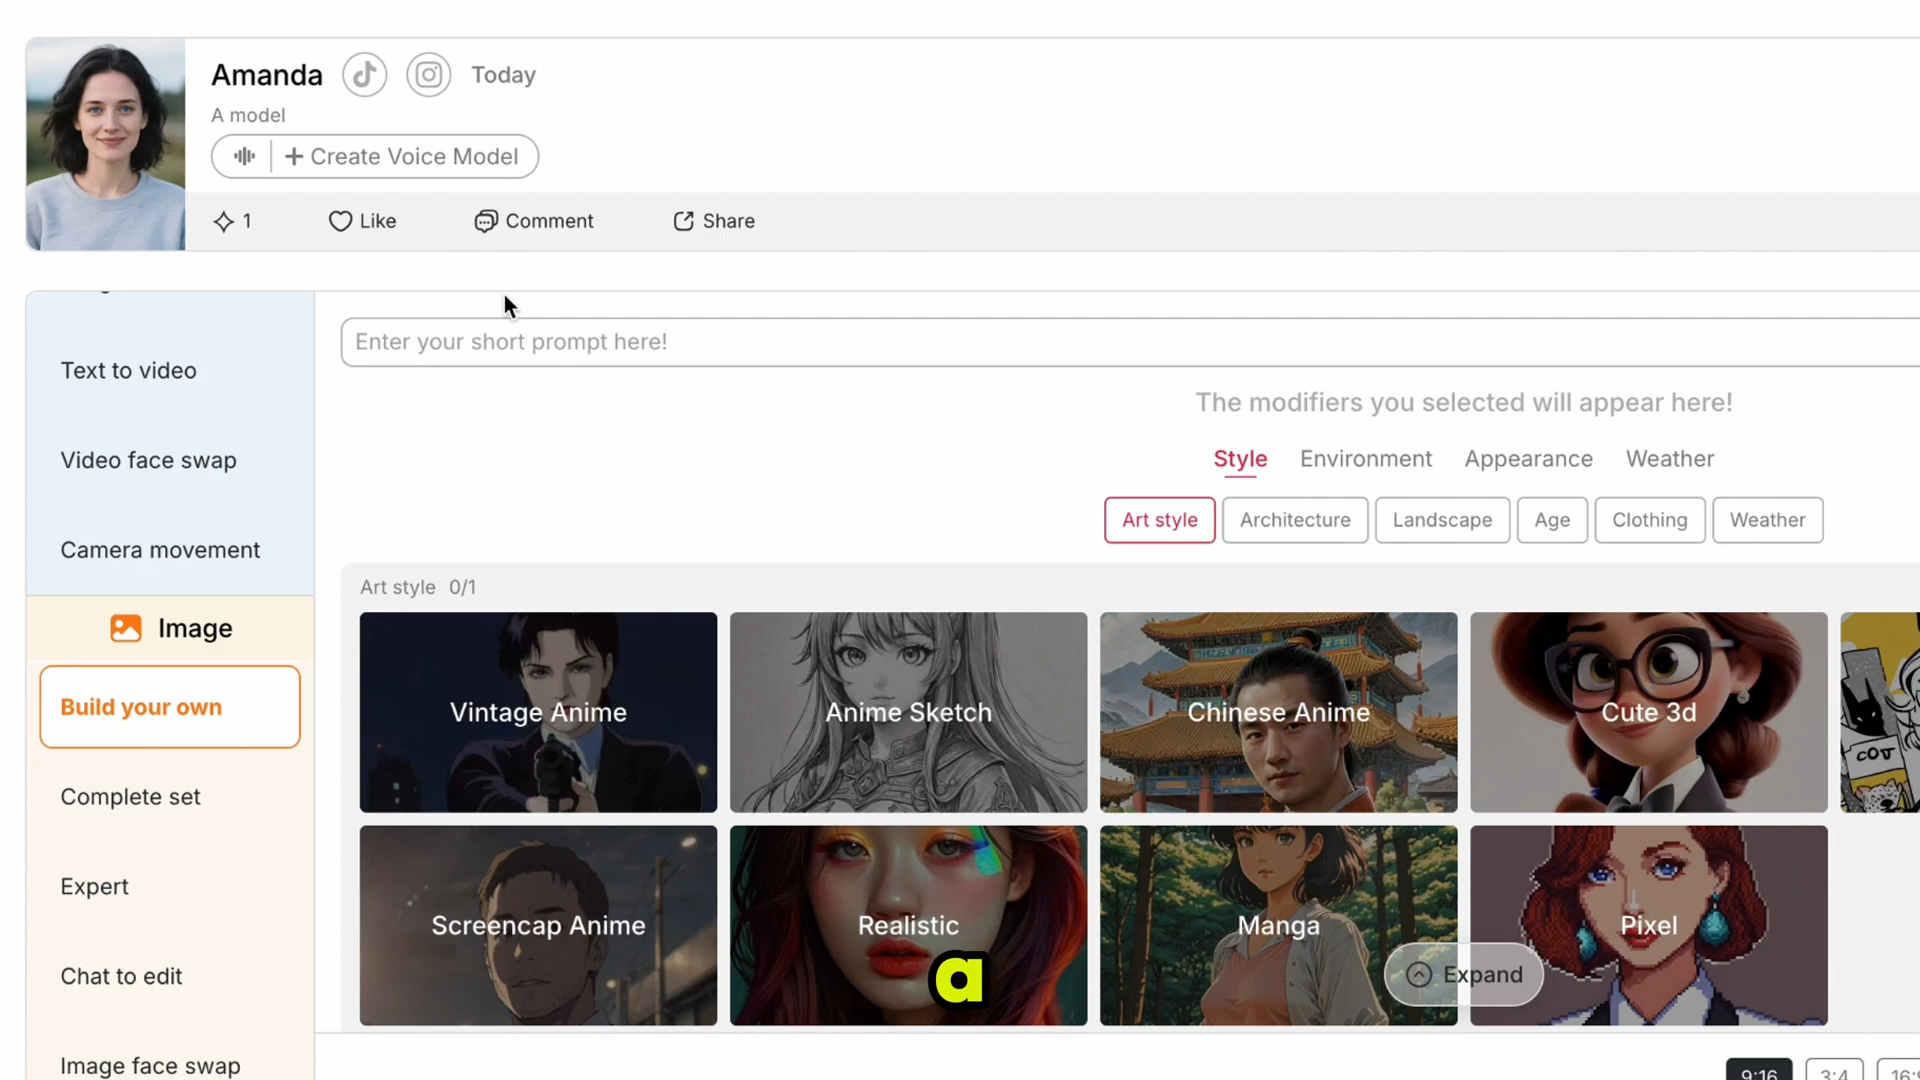 Amanda Today
A model
+ Create Voice Model
1 Like Comment Share
Enter your short prompt here!
Text to video
The modifiers you selected will appear here!
Video face swap
Style Environment Appearance Weather
Art style Architecture Landscape Age Clothing Weather
Camera movement
Art style 0/1
Image
Vintage Anime Anime Sketch Chinese Anime Cute 3d
COT
Build your own
Complete set
Expert
Screencap Anime Realistic Manga Pixel
Chat to edit
Expand
a
Image face swap
9:16 3:4